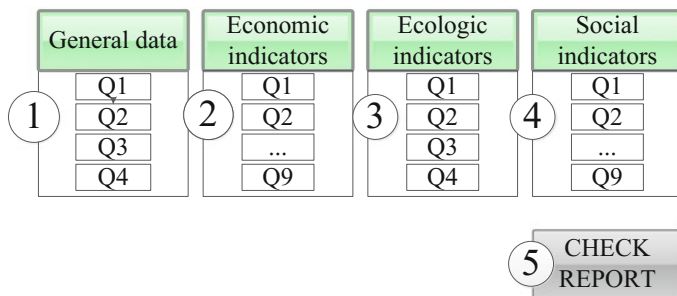 General data
1
Q1
Q2
Q3
Q4
Economic
indicators
2
Q1
Q2
...
Q9
Ecologic
indicators
3
Q1
Q2
Q3
Q4
Social
indicators
4
Q1
Q2
...
Q9
5
CHECK
REPORT